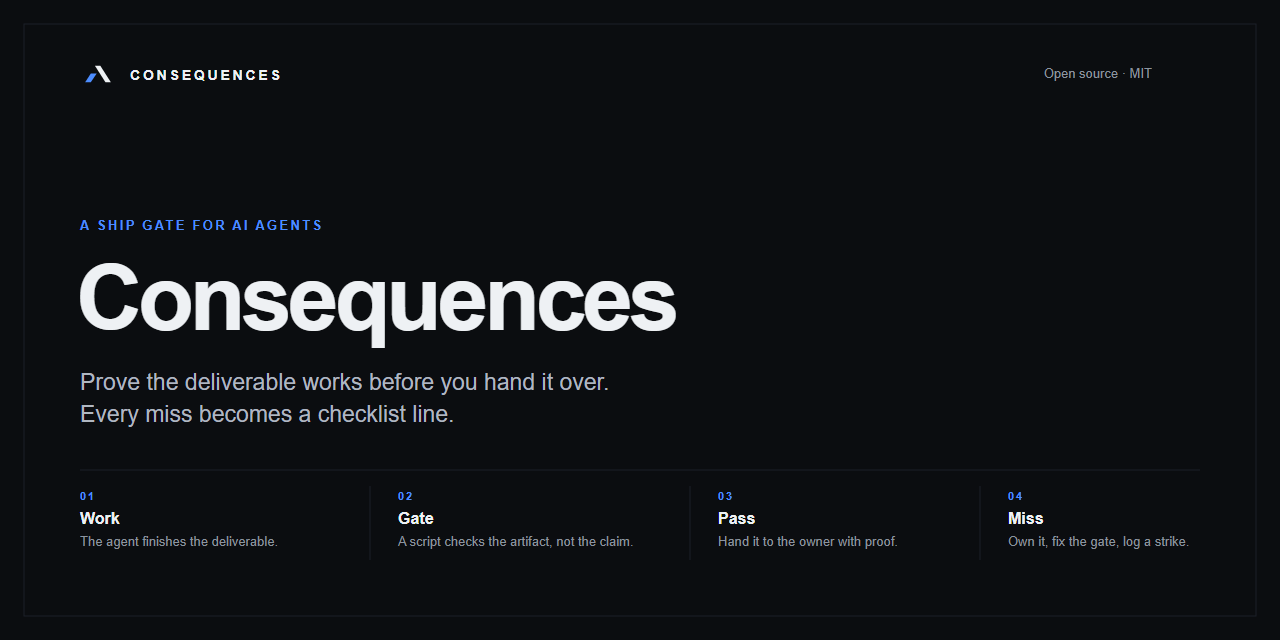 CONSEQUENCES
Open source · MIT
A SHIP GATE FOR AI AGENTS
Consequences
Prove the deliverable works before you hand it over.
Every miss becomes a checklist line.
01
Work
The agent finishes the deliverable.
02
Gate
A script checks the artifact, not the claim.
03
Pass
Hand it to the owner with proof.
04
Miss
Own it, fix the gate, log a strike.